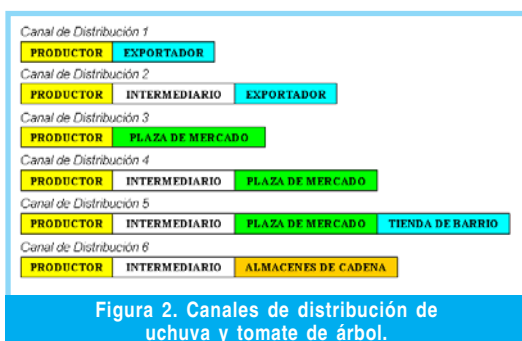 Canal de Distribución 1
PRODUCTOR EXPORTADOR
Canal de Distribución 2
PRODUCTOR INTERMEDIARIO EXPORTADOR
Canal de Distribución 3
PRODUCTOR PLAZA DE MERCADO
Canal de Distribución 4
PRODUCTOR INTERMEDIARIO PLAZA DE MERCADO
Canal de Distribución 5
PRODUCTOR INTERMEDIARIO PLAZA DE MERCADO TIENDA DE BARRIO
Canal de Distribución 6
PRODUCTOR INTERMEDIARIO ALMACENES DE CADENA
Figura 2. Canales de distribución de
uchuva y tomate de árbol.